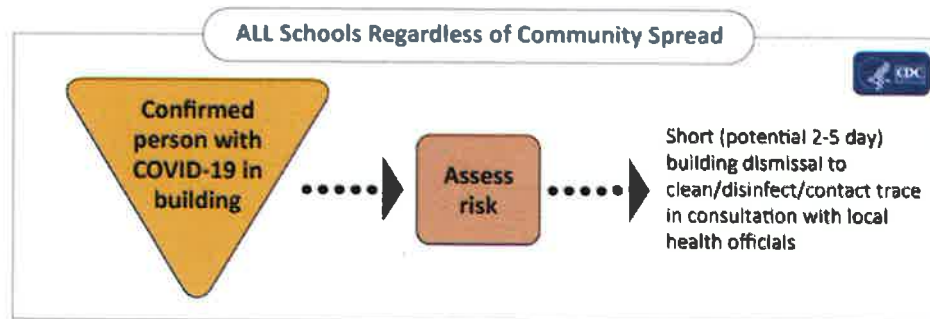 ALL Schools Regardless of Community Spread
CDC
Confirmed
person with
COVID-19 in
building
Assess
risk
Short (potential 2-5 day)
building dismissal to
clean/disinfect/contact trace
in consultation with local
health officials